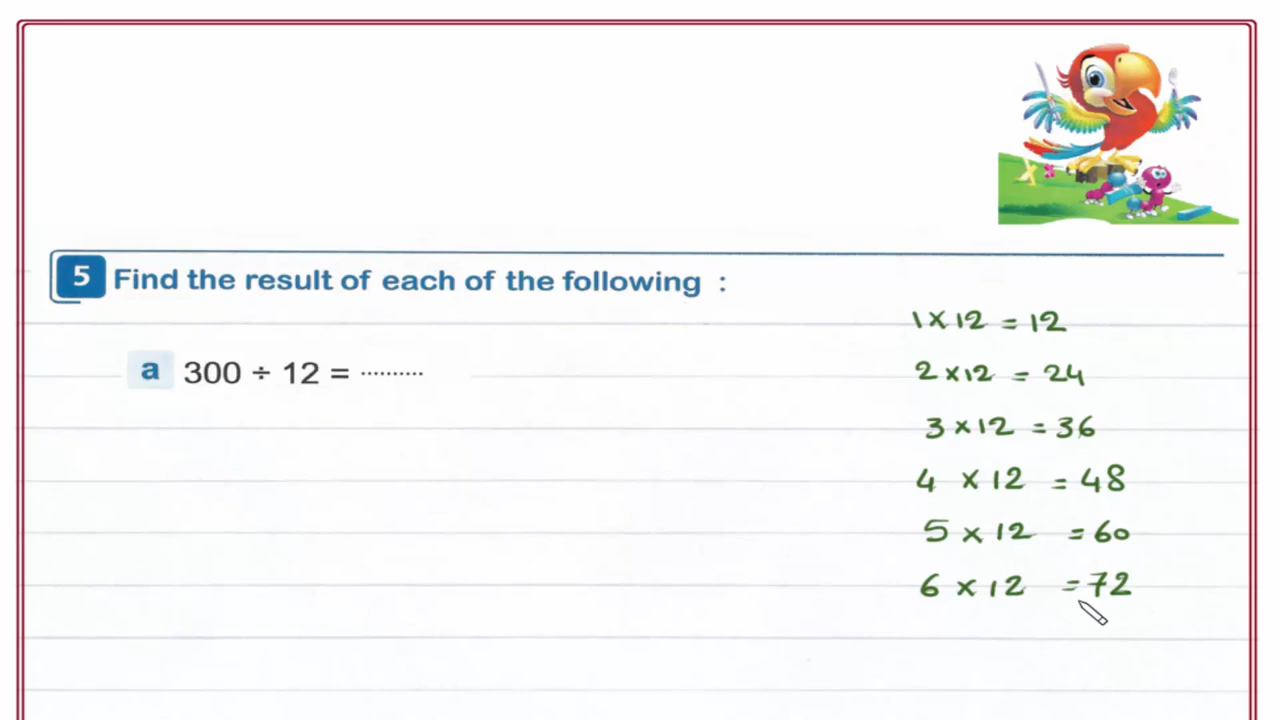 5 Find the result of each of the following :
a 300 ÷ 12 = ..........
1 × 12 = 12
2 × 12 = 24
3 × 12 = 36
4 × 12 = 48
5 × 12 = 60
6 × 12 = 72